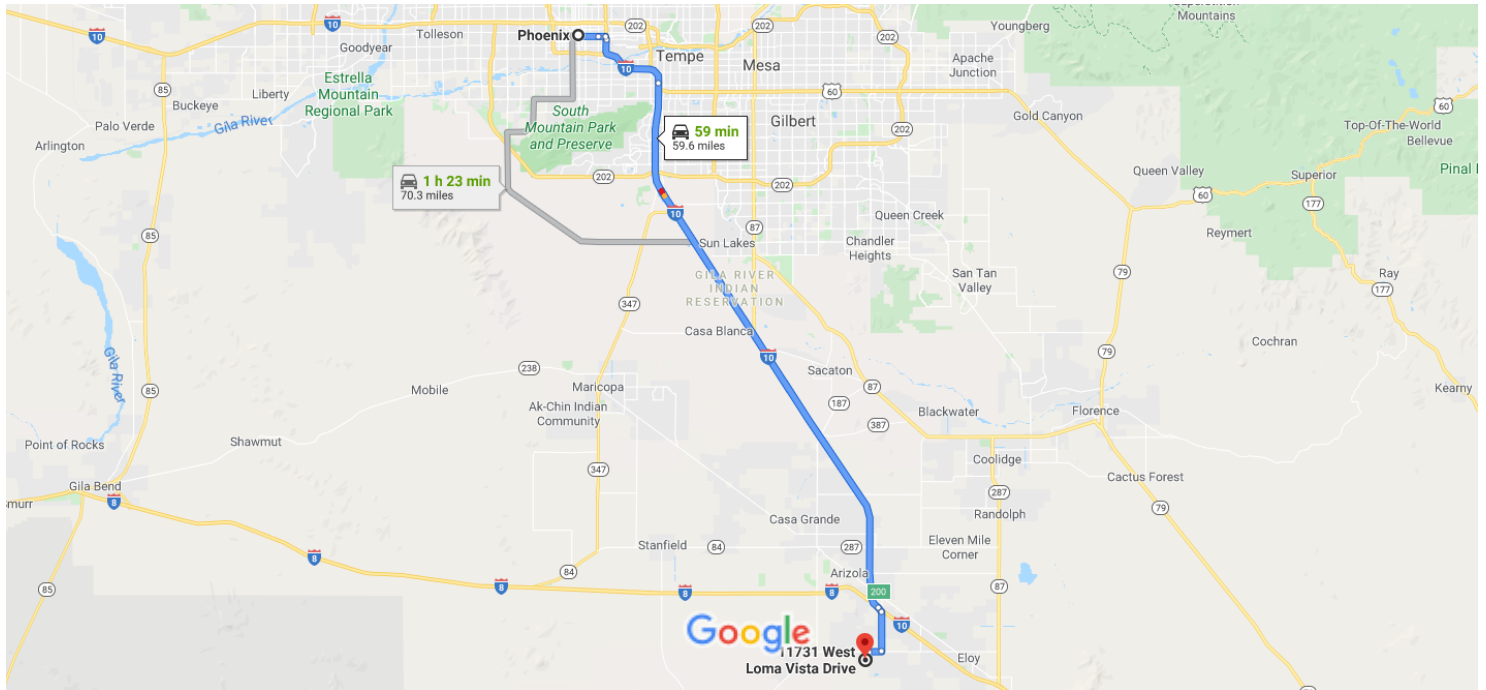 Superstition
Mountains
Youngberg
10
202
202
Tolleson
10
Goodyear
Phoenix
Tempe
Mesa
Apache
Junction
10
Estrella
Mountain
Regional Park
Liberty
85
Buckeye
Gila River
60
60
Palo Verde
South
Mountain Park
and Preserve
59 min
59.6 miles
Gilbert
202
Gold Canyon
Top-Of-The-World
Bellevue
Arlington
1 h 23 min
70.3 miles
202
202
Queen Valley
Superior
60
177
10
87
Queen Creek
Reymert
85
Sun Lakes
Chandler
Heights
GILA RIVER
INDIAN
RESERVATION
San Tan
Valley
79
Ray
177
347
Casa Blanca
Gila River
10
79
Cochran
238
Sacaton
85
Mobile
Maricopa
87
Kearny
Ak-Chin Indian
Community
187
Blackwater
Florence
387
Point of Rocks
Shawmut
Coolidge
347
Cactus Forest
Gila Bend
8
287
79
Casa Grande
Randolph
Stanfield
84
287
Eleven Mile
Corner
8
84
Arizola
85
8
8
8
200
87
Google
10
11731 West
Loma Vista Drive
Eloy